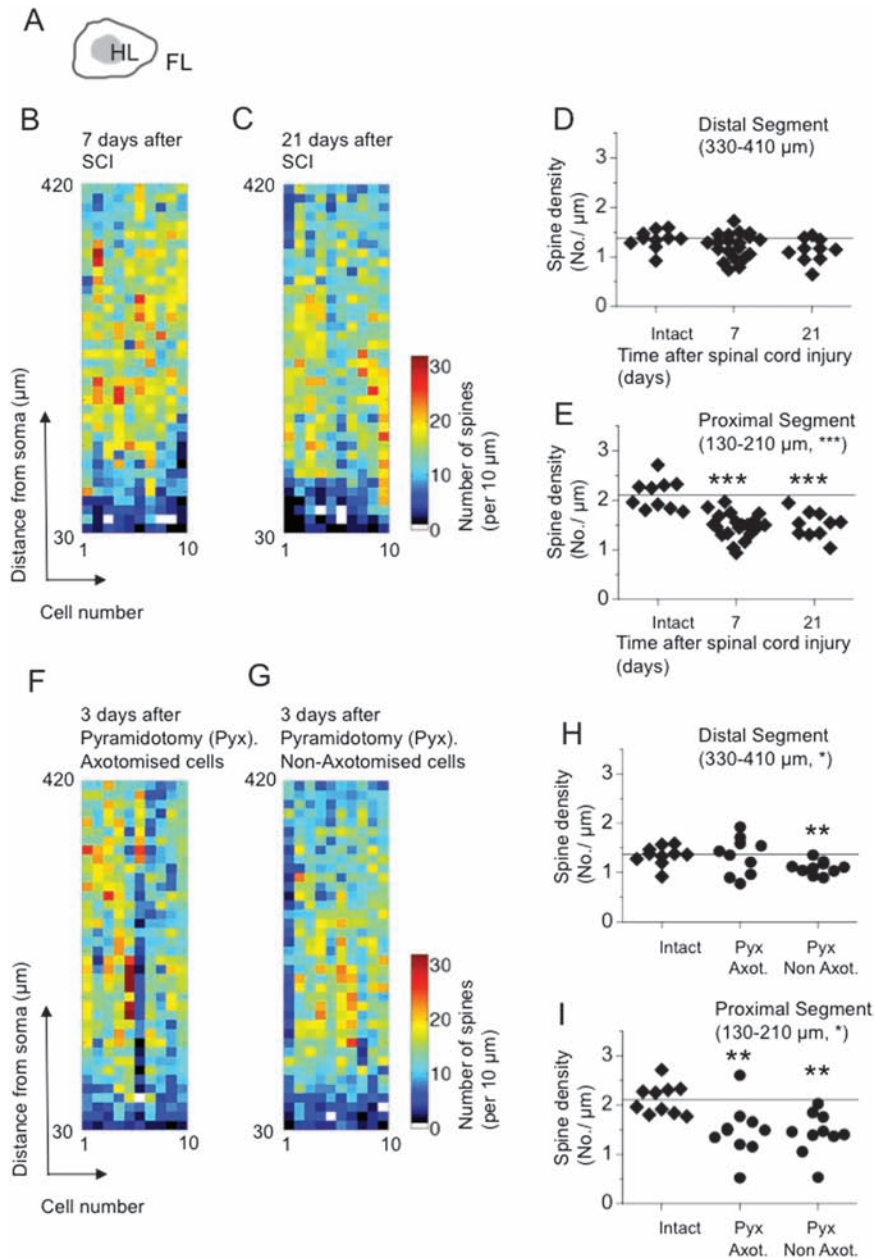 A
HL
FL
B
7 days after
SCI
420
30
1
10
Distance from soma (µm)
Cell number
C
21 days after
SCI
30
1
10
30
20
10
0
Number of spines
(per 10 µm)
D
Distal Segment
(330-410 µm)
Spine density
(No./ µm)
3
2
1
0
Intact
7
21
Time after spinal cord injury
(days)
E
Proximal Segment
(130-210 µm, ***)
Spine density
(No./ µm)
3
2
1
0
***
***
Intact
7
21
Time after spinal cord injury
(days)
F
3 days after
Pyramidotomy (Pyx).
Axotomised cells
420
30
1
10
Distance from soma (µm)
Cell number
G
3 days after
Pyramidotomy (Pyx).
Non-Axotomised cells
420
30
1
10
30
20
10
0
Number of spines
(per 10 µm)
H
Distal Segment
(330-410 µm, *)
Spine density
(No./ µm)
3
2
1
0
**
Intact
Pyx
Axot.
Pyx
Non Axot.
I
Proximal Segment
(130-210 µm, *)
Spine density
(No./ µm)
3
2
1
0
**
**
Intact
Pyx
Axot.
Pyx
Non Axot.